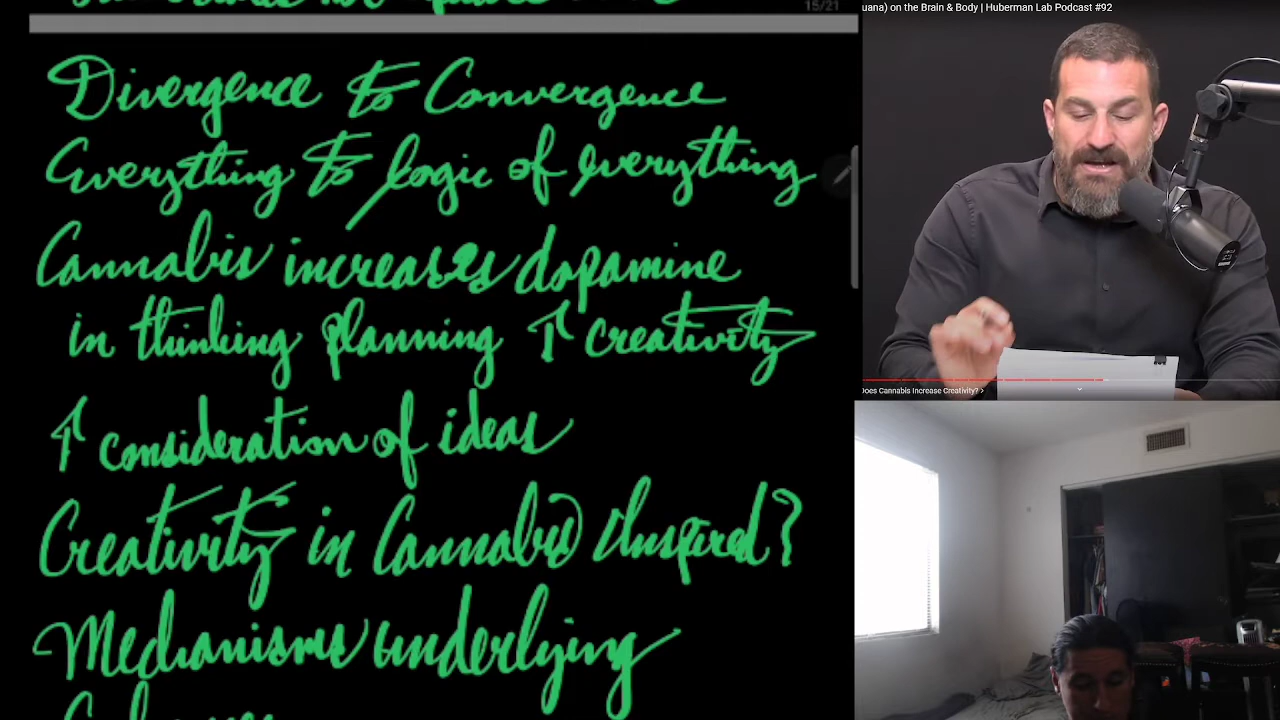 15/21
Divergence to Convergence
Everything to logic of everything
Cannabis increases dopamine
in thinking planning ↑ creativity
↑ consideration of ideas
Creativity in Cannabis Inspired?
Mechanisms underlying
uana) on the Brain & Body | Huberman Lab Podcast #92
Does Cannabis Increase Creativity? >